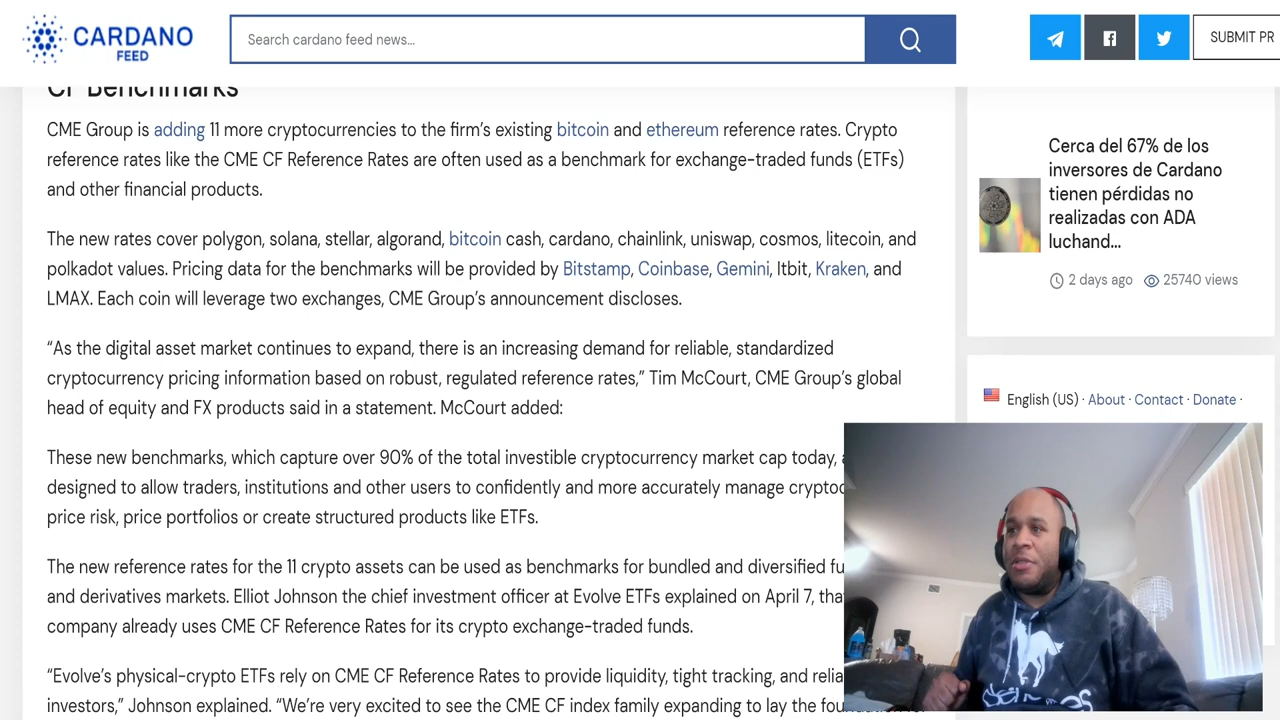 CARDANO
FEED
Search cardano feed news...
SUBMIT PR
CF Benchmarks
CME Group is adding 11 more cryptocurrencies to the firm's existing bitcoin and ethereum reference rates. Crypto
reference rates like the CME CF Reference Rates are often used as a benchmark for exchange-traded funds (ETFs)
and other financial products.
The new rates cover polygon, solana, stellar, algorand, bitcoin cash, cardano, chainlink, uniswap, cosmos, litecoin, and
polkadot values. Pricing data for the benchmarks will be provided by Bitstamp, Coinbase, Gemini, Itbit, Kraken, and
LMAX. Each coin will leverage two exchanges, CME Group's announcement discloses.
“As the digital asset market continues to expand, there is an increasing demand for reliable, standardized
cryptocurrency pricing information based on robust, regulated reference rates,” Tim McCourt, CME Group's global
head of equity and FX products said in a statement. McCourt added:
These new benchmarks, which capture over 90% of the total investible cryptocurrency market cap today,
designed to allow traders, institutions and other users to confidently and more accurately manage
price risk, price portfolios or create structured products like ETFs.
The new reference rates for the 11 crypto assets can be used as benchmarks for bundled and diversified
and derivatives markets. Elliot Johnson the chief investment officer at Evolve ETFs explained on April 7,
company already uses CME CF Reference Rates for its crypto exchange-traded funds.
“Evolve's physical-crypto ETFs rely on CME CF Reference Rates to provide liquidity, tight tracking, and
investors,” Johnson explained. “We're very excited to see the CME CF index family expanding to lay the
Cerca del 67% de los
inversores de Cardano
tienen pérdidas no
realizadas con ADA
luchand...
2 days ago 25740 views
English (US) · About · Contact · Donate ·